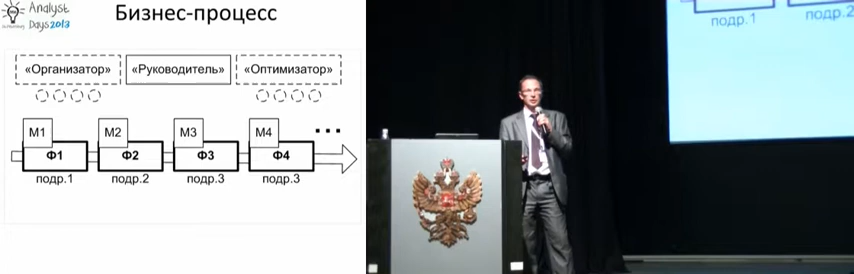 Analyst
Days 2013
Бизнес-процесс
«Организатор» «Руководитель» «Оптимизатор»
М1 М2 М3 М4 ...
Ф1 Ф2 Ф3 Ф4
подр.1 подр.2 подр.3 подр.3
подр.1 подр.2